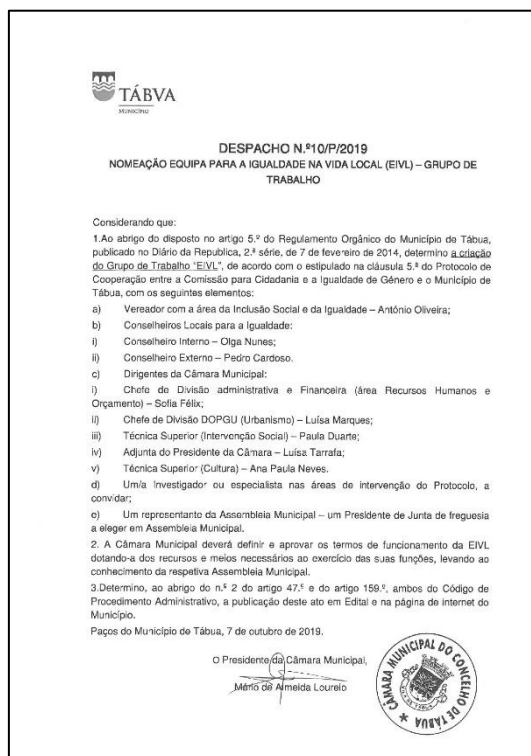 TÁBVA
MUNICÍPIO
DESPACHO N.º10/P/2019
NOMEAÇÃO EQUIPA PARA A IGUALDADE NA VIDA LOCAL (EIVL) – GRUPO DE
TRABALHO
Considerando que:
1.Ao abrigo do disposto no artigo 5.º do Regulamento Orgânico do Município de Tábua,
publicado no Diário da Republica, 2.ª série, de 7 de fevereiro de 2014, determino a criação
do Grupo de Trabalho "EIVL", de acordo com o estipulado na cláusula 5.ª do Protocolo de
Cooperação entre a Comissão para Cidadania e a Igualdade de Género e o Município de
Tábua, com os seguintes elementos:
a) Vereador com a área da Inclusão Social e da Igualdade – António Oliveira;
b) Conselheiros Locais para a Igualdade:
i) Conselheiro Interno – Olga Nunes;
ii) Conselheiro Externo – Pedro Cardoso.
c) Dirigentes da Câmara Municipal:
i) Chefe de Divisão administrativa e Financeira (área Recursos Humanos e
Orçamento) – Sofia Félix;
ii) Chefe de Divisão DOPGU (Urbanismo) – Luísa Marques;
iii) Técnica Superior (Intervenção Social) – Paula Duarte;
iv) Adjunta do Presidente da Câmara – Luísa Tarrafa;
v) Técnica Superior (Cultura) – Ana Paula Neves.
d) Um/a Investigador ou especialista nas áreas de intervenção do Protocolo, a
convidar;
e) Um representante da Assembleia Municipal – um Presidente de Junta de freguesia
a eleger em Assembleia Municipal.
2. A Câmara Municipal deverá definir e aprovar os termos de funcionamento da EIVL
dotando-a dos recursos e meios necessários ao exercício das suas funções, levando ao
conhecimento da respetiva Assembleia Municipal.
3.Determino, ao abrigo do n.º 2 do artigo 47.º e do artigo 159.º, ambos do Código de
Procedimento Administrativo, a publicação deste ato em Edital e na página de internet do
Município.
Paços do Município de Tábua, 7 de outubro de 2019.
O Presidente da Câmara Municipal,
Mário de Almeida Loureio
CÂMARA MUNICIPAL DO CONCELHO DE TÁBUA